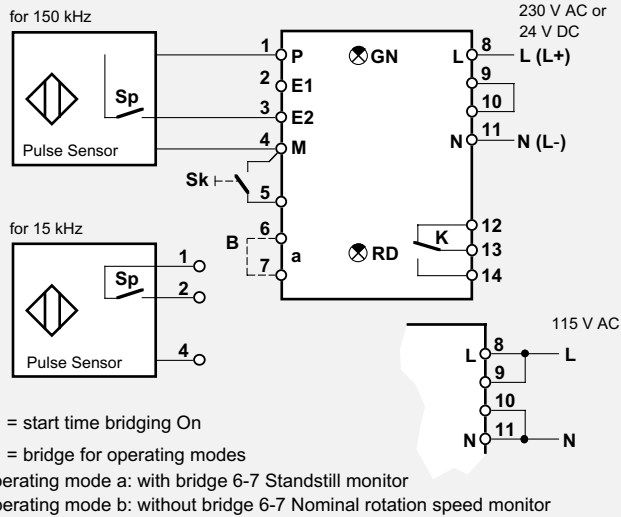 for 150 kHz
230 V AC or
24 V DC
1
P
GN
L
8
L (L+)
2
E1
9
Sp
3
E2
10
4
M
N
11
N (L-)
Pulse Sensor
Sk
5
for 15 kHz
6
B
7
a
RD
K
12
13
14
1
Sp
2
Pulse Sensor
4
115 V AC
L
8
L
9
10
N
11
N
= start time bridging On
= bridge for operating modes
perating mode a: with bridge 6-7 Standstill monitor
perating mode b: without bridge 6-7 Nominal rotation speed monitor